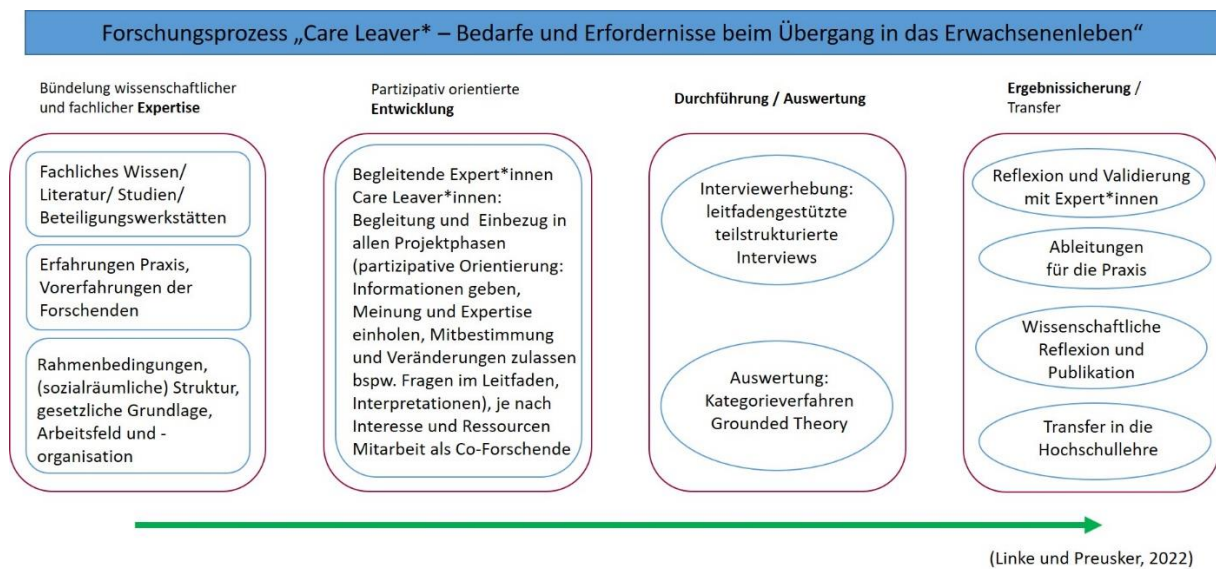 Forschungsprozess „Care Leaver* – Bedarfe und Erfordernisse beim Übergang in das Erwachsenenleben“
Bündelung wissenschaftlicher
und fachlicher Expertise
Fachliches Wissen/
Literatur/ Studien/
Beteiligungswerkstätten
Erfahrungen Praxis,
Vorerfahrungen der
Forschenden
Rahmenbedingungen,
(sozialräumliche) Struktur,
gesetzliche Grundlage,
Arbeitsfeld und -
organisation
Partizipativ orientierte
Entwicklung
Begleitende Expert*innen
Care Leaver*innen:
Begleitung und Einbezug in
allen Projektphasen
(partizipative Orientierung:
Informationen geben,
Meinung und Expertise
einholen, Mitbestimmung
und Veränderungen zulassen
bspw. Fragen im Leitfaden,
Interpretationen), je nach
Interesse und Ressourcen
Mitarbeit als Co-Forschende
Durchführung / Auswertung
Interviewerhebung:
leitfadengestützte
teilstrukturierte
Interviews
Auswertung:
Kategorieverfahren
Grounded Theory
Ergebnissicherung /
Transfer
Reflexion und Validierung
mit Expert*innen
Ableitungen
für die Praxis
Wissenschaftliche
Reflexion und
Publikation
Transfer in die
Hochschullehre
(Linke und Preusker, 2022)